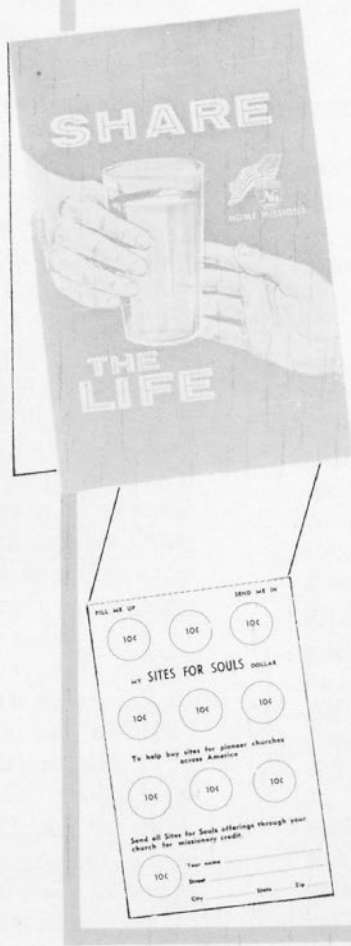 SHARE
HOME MISSIONS
THE
LIFE
FILL ME UP SEND ME IN
10¢ 10¢ 10¢
MY SITES FOR SOULS DOLLAR
10¢ 10¢ 10¢
To help buy sites for pioneer churches
across America
10¢ 10¢ 10¢
Send all Sites for Souls offerings through your
church for missionary credit.
10¢
Your name
Street
City State Zip